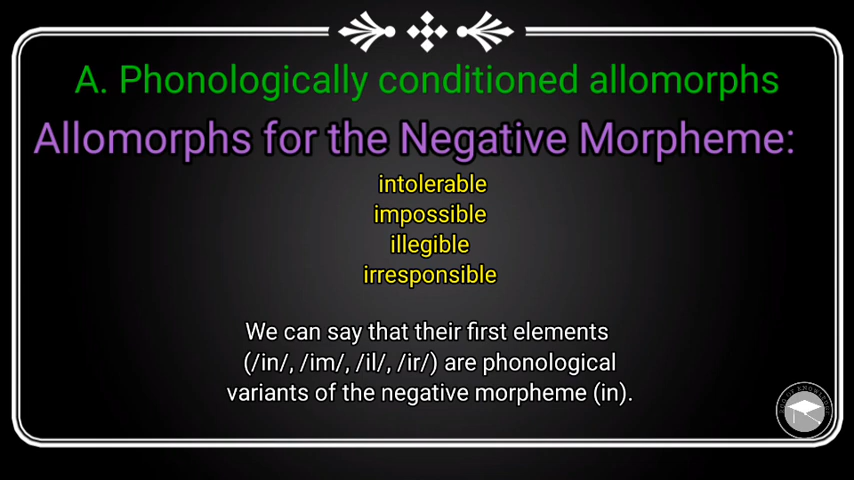 A. Phonologically conditioned allomorphs
Allomorphs for the Negative Morpheme:
intolerable
impossible
illegible
irresponsible
We can say that their first elements
(/in/, /im/, /il/, /ir/) are phonological
variants of the negative morpheme (in).